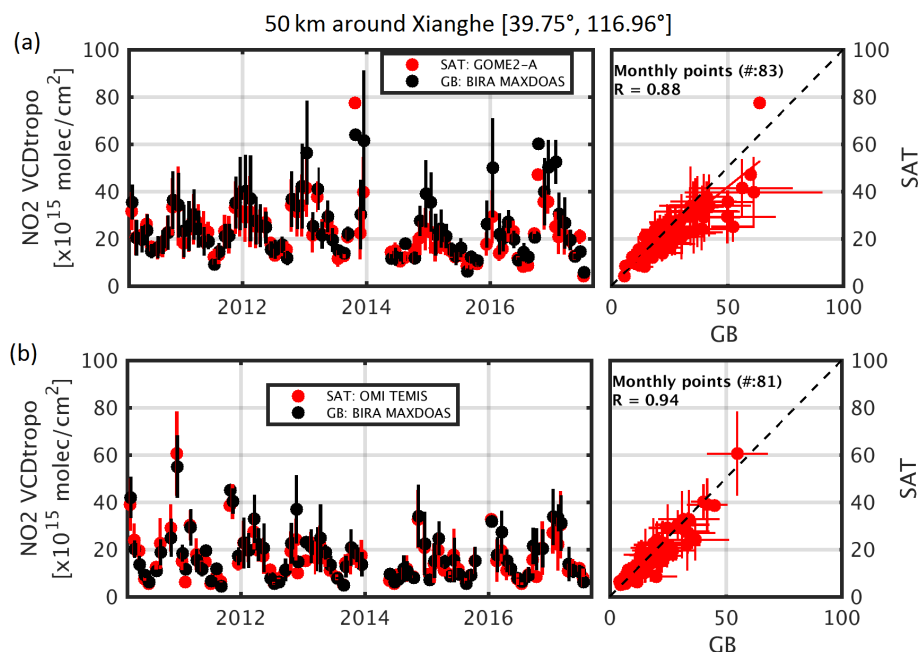 50 km around Xianghe [39.75°, 116.96°]
(a)
NO2 VCDtropo
[x10^15 molec/cm^2]
100
80
60
40
20
0
2012
2014
2016
SAT: GOME2-A
GB: BIRA MAXDOAS
Monthly points (#:83)
R = 0.88
0
50
100
GB
100
80
60
40
20
0
SAT
(b)
NO2 VCDtropo
[x10^15 molec/cm^2]
100
80
60
40
20
0
2012
2014
2016
SAT: OMI TEMIS
GB: BIRA MAXDOAS
Monthly points (#:81)
R = 0.94
0
50
100
GB
100
80
60
40
20
0
SAT